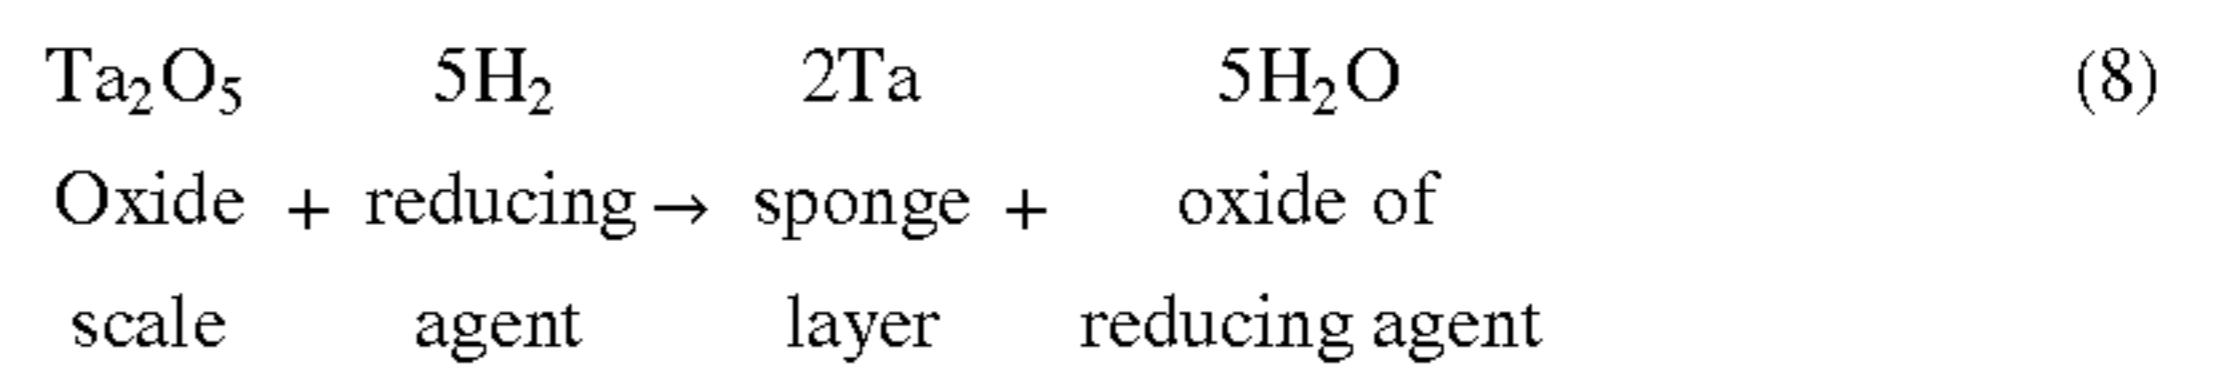 Ta₂O₅ 5H₂ 2Ta 5H₂O (8)
Oxide + reducing → sponge + oxide of
scale agent layer reducing agent